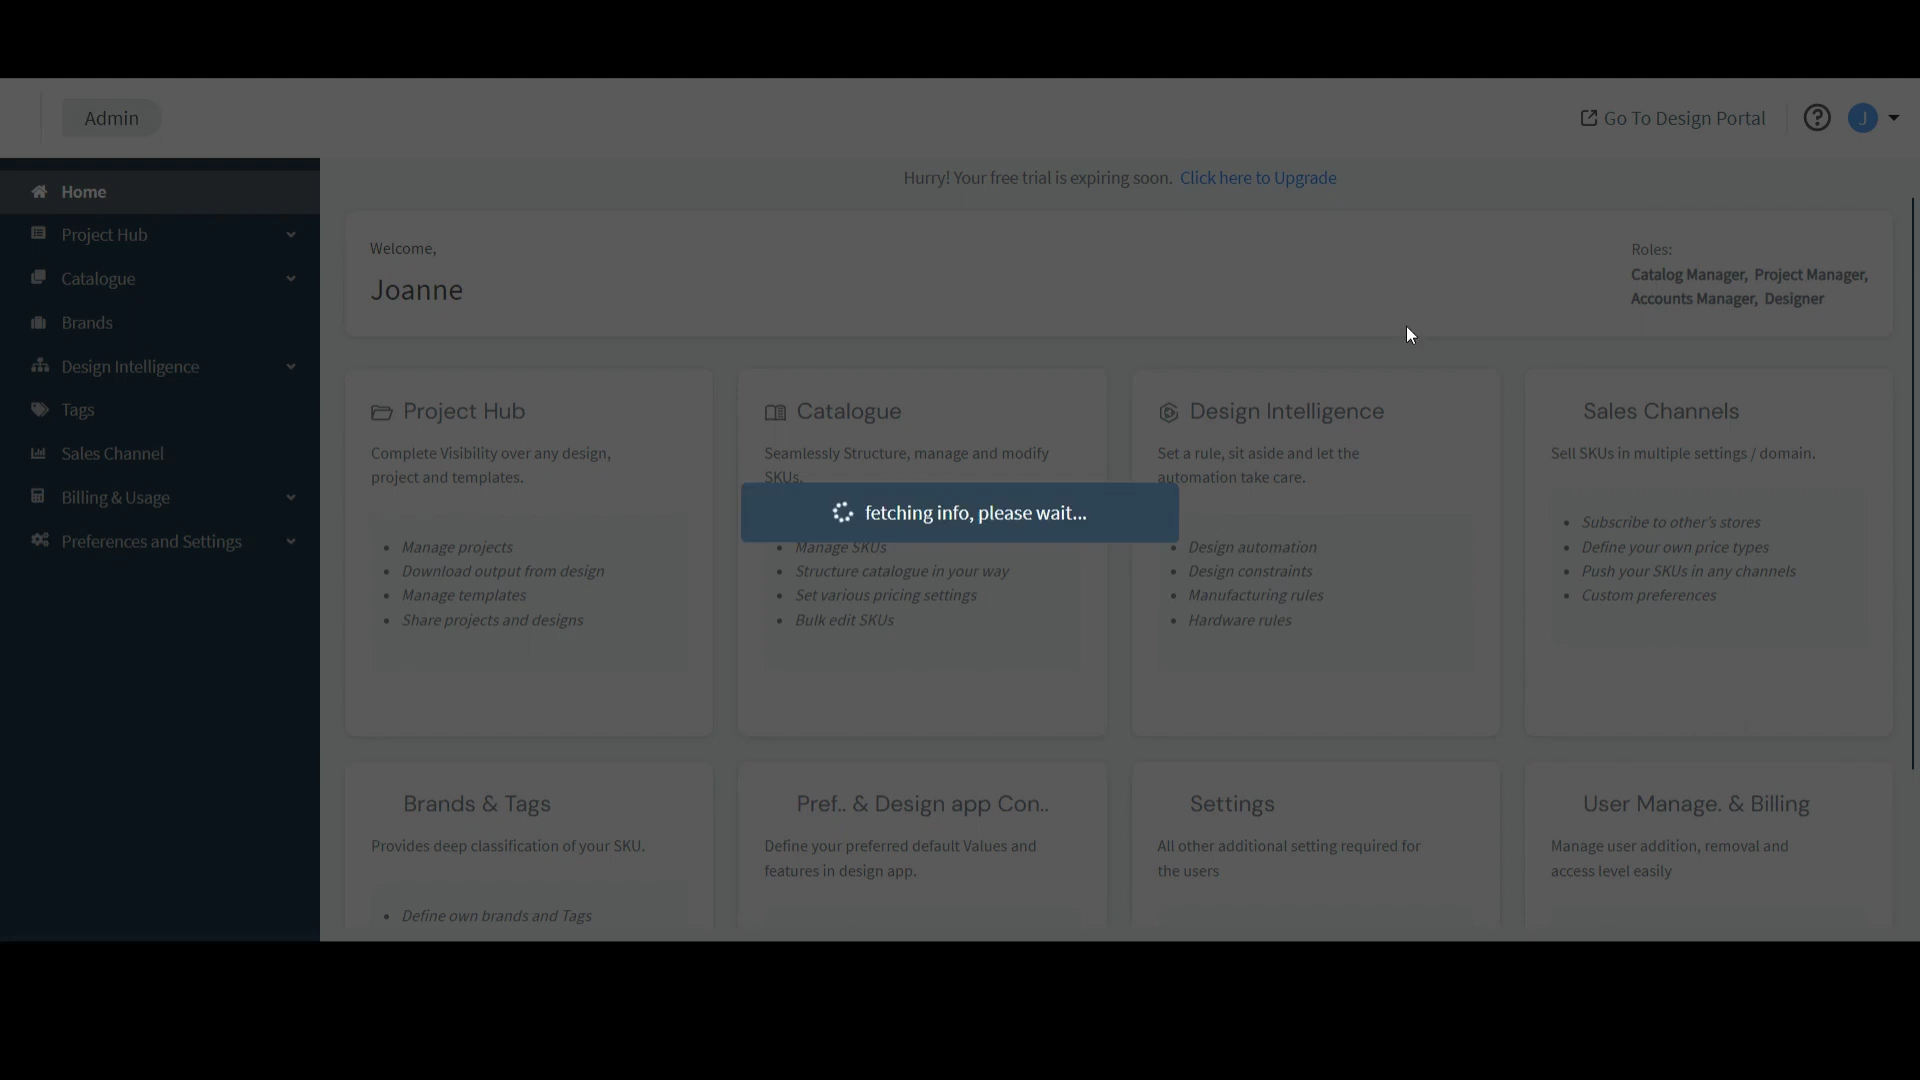 Admin
Go To Design Portal
J
Home
Project Hub
Catalogue
Brands
Design Intelligence
Tags
Sales Channel
Billing & Usage
Preferences and Settings
Hurry! Your free trial is expiring soon. Click here to Upgrade
Welcome,
Joanne
Roles:
Catalog Manager, Project Manager,
Accounts Manager, Designer
Project Hub
Complete Visibility over any design,
project and templates.
Manage projects
Download output from design
Manage templates
Share projects and designs
Catalogue
Seamlessly Structure, manage and modify
SKUs.
fetching info, please wait...
Manage SKUs
Structure catalogue in your way
Set various pricing settings
Bulk edit SKUs
Design Intelligence
Set a rule, sit aside and let the
automation take care.
Design automation
Design constraints
Manufacturing rules
Hardware rules
Sales Channels
Sell SKUs in multiple settings / domain.
Subscribe to other's stores
Define your own price types
Push your SKUs in any channels
Custom preferences
Brands & Tags
Provides deep classification of your SKU.
Define own brands and Tags
Pref.. & Design app Con..
Define your preferred default Values and
features in design app.
Settings
All other additional setting required for
the users
User Manage. & Billing
Manage user addition, removal and
access level easily